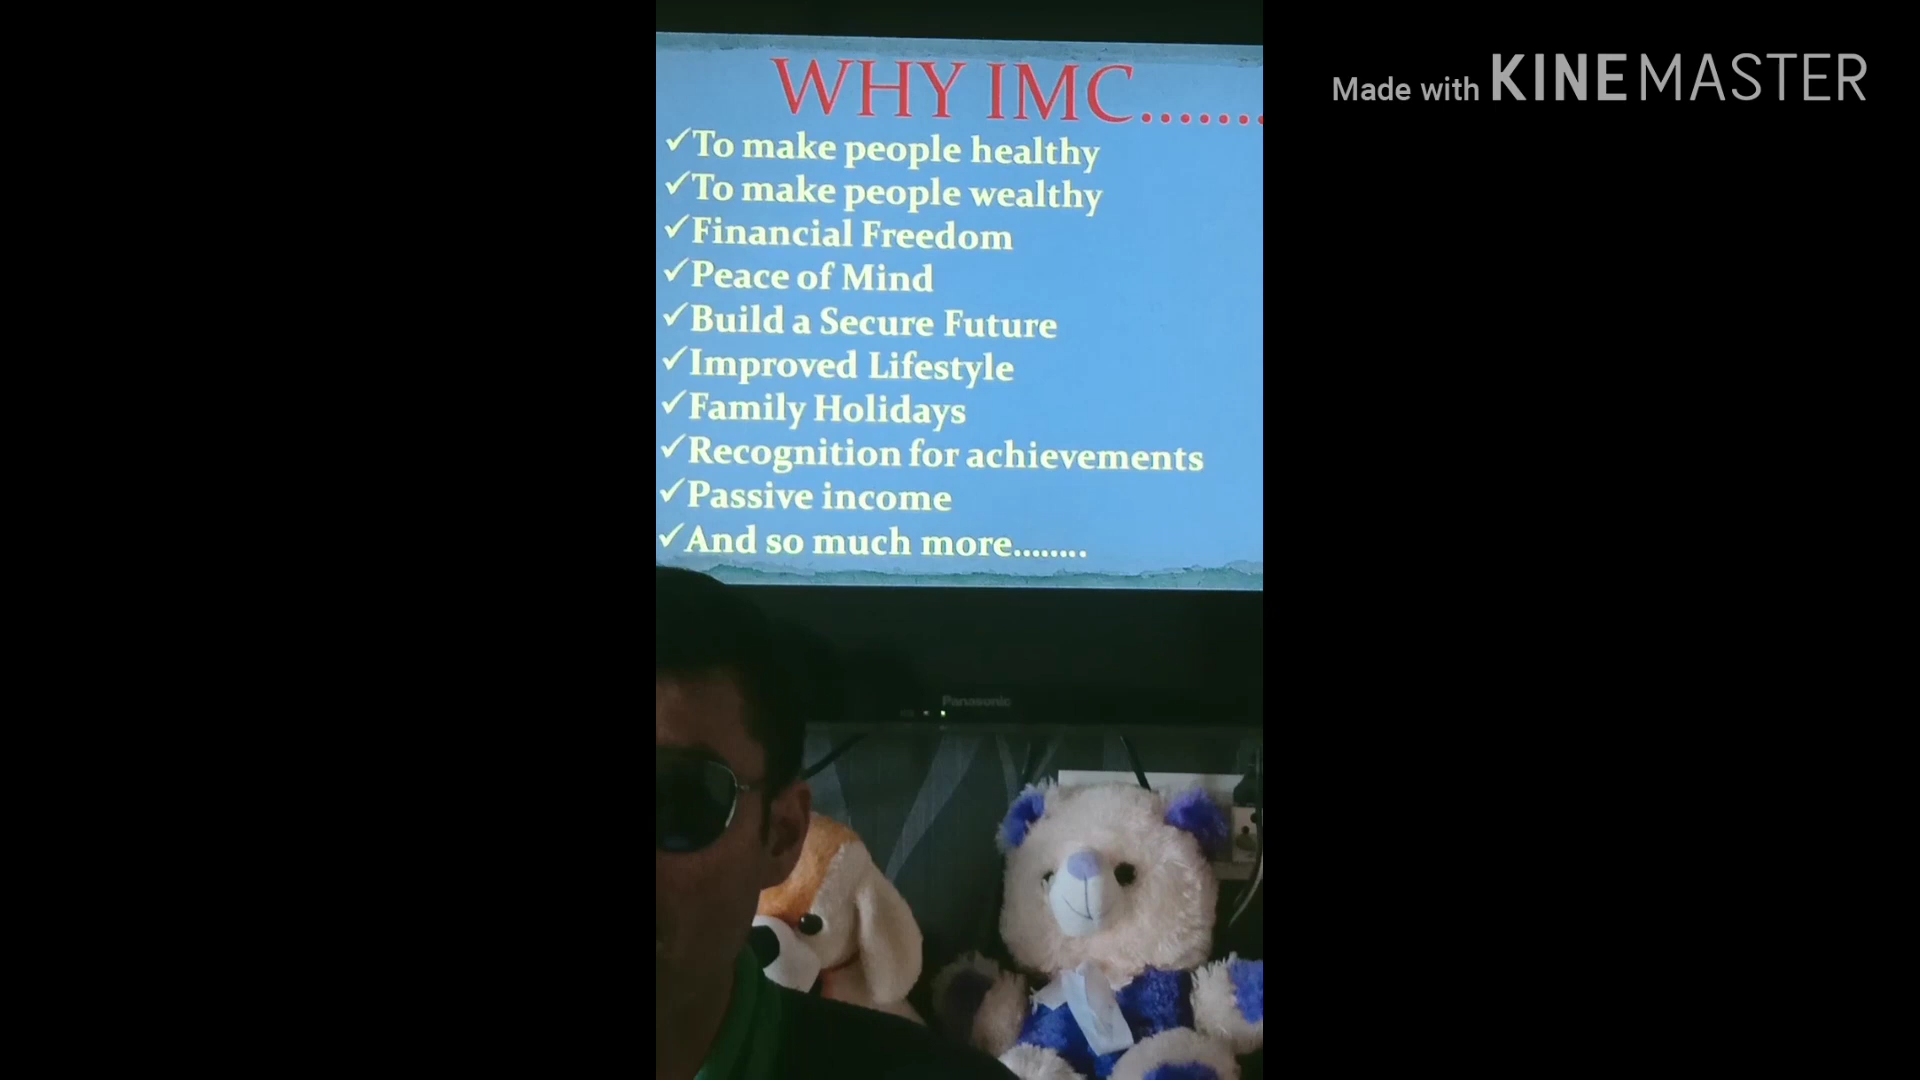 WHY IMC.......
✓To make people healthy
✓To make people wealthy
✓Financial Freedom
✓Peace of Mind
✓Build a Secure Future
✓Improved Lifestyle
✓Family Holidays
✓Recognition for achievements
✓Passive income
✓And so much more........
Panasonic
Made with KINEMASTER